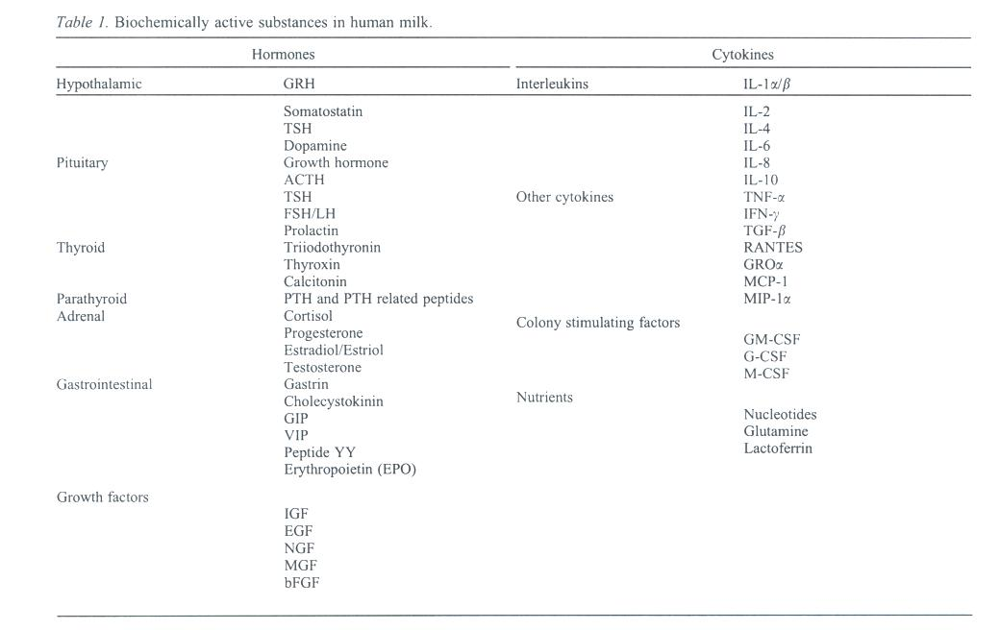 Table 1. Biochemically active substances in human milk.
Hormones Cytokines
Hypothalamic GRH Interleukins IL-1α/β
Somatostatin IL-2
TSH IL-4
Dopamine IL-6
Pituitary Growth hormone IL-8
ACTH IL-10
TSH Other cytokines TNF-α
FSH/LH IFN-γ
Prolactin TGF-β
Thyroid Triiodothyronin RANTES
Thyroxin GROα
Calcitonin MCP-1
Parathyroid PTH and PTH related peptides MIP-1α
Adrenal Cortisol
Colony stimulating factors
Progesterone
GM-CSF
Estradiol/Estriol
G-CSF
Testosterone
M-CSF
Gastrointestinal Gastrin
Nutrients
Cholecystokinin
GIP Nucleotides
VIP Glutamine
Peptide YY Lactoferrin
Erythropoietin (EPO)
Growth factors
IGF
EGF
NGF
MGF
bFGF